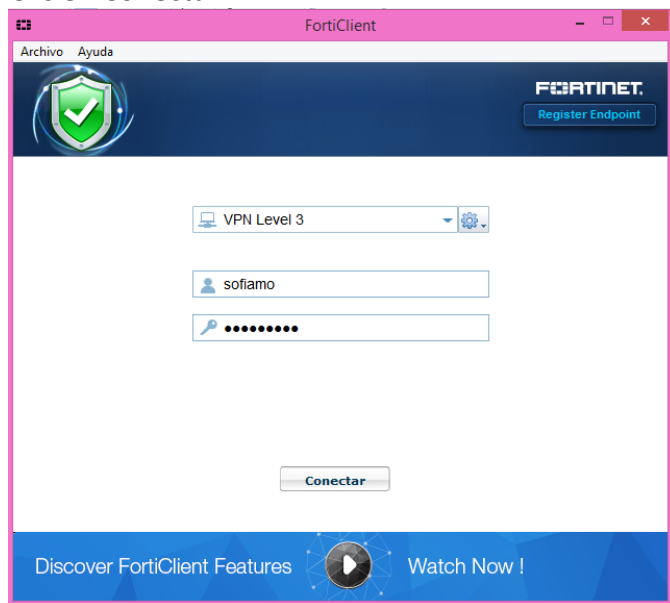 FortiClient
Archivo Ayuda
FORTINET.
Register Endpoint
VPN Level 3
sofiamo
●●●●●●●●●
Conectar
Discover FortiClient Features
Watch Now !